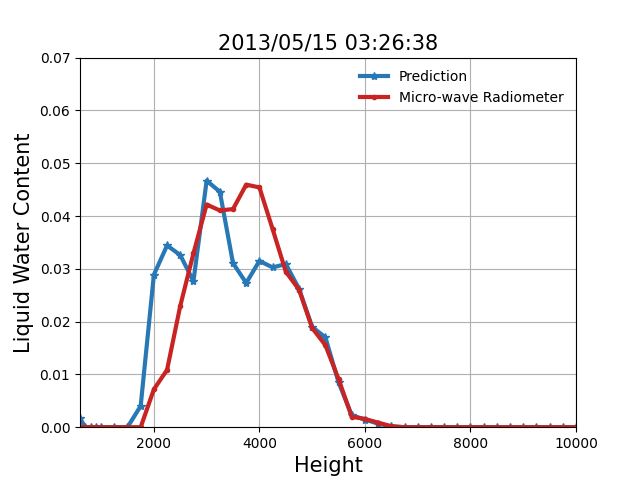 2013/05/15 03:26:38
0.07
0.06
0.05
0.04
0.03
0.02
0.01
0.00
Liquid Water Content
Prediction
Micro-wave Radiometer
2000 4000 6000 8000 10000
Height